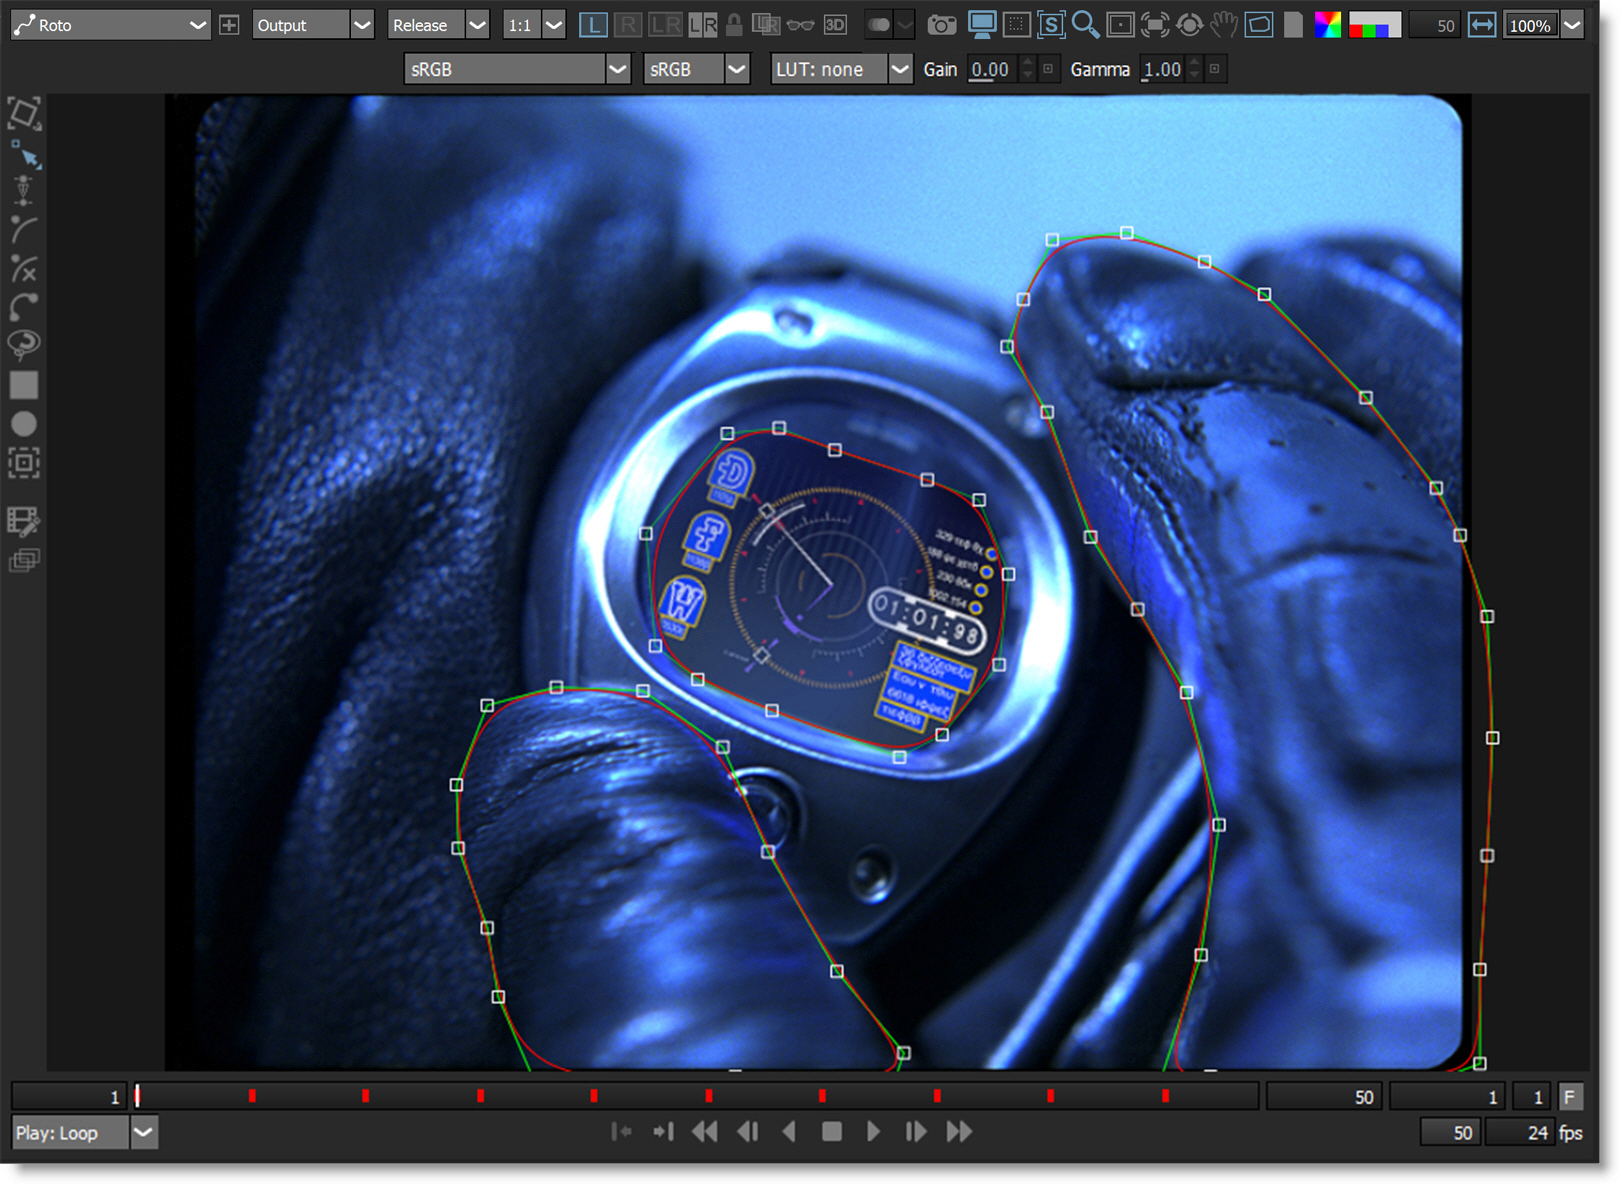 Roto Output Release 1:1 L R LR LR 3D S 50 100%
sRGB sRGB LUT: none Gain 0.00 Gamma 1.00
D
F
W
01:01:98
1 50 1 1 F
Play: Loop 50 24 fps